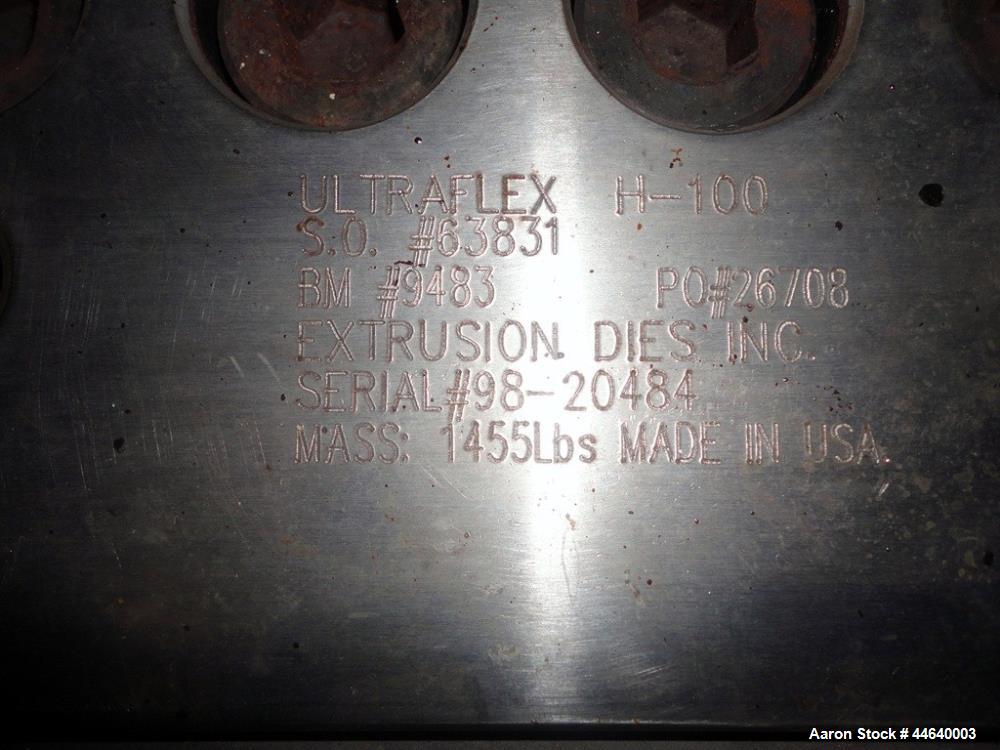 ULTRAFLEX H-100
S.O. #63831
BM #9483 PO#26708
EXTRUSION DIES INC.
SERIAL#98-20484
MASS: 1455Lbs MADE IN USA.
Aaron Stock # 44640003